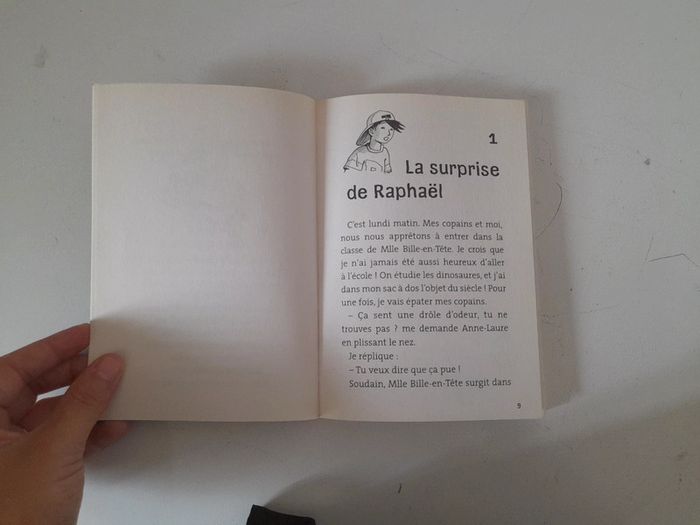 1
La surprise
de Raphaël
C'est lundi matin. Mes copains et moi,
nous nous apprêtons à entrer dans la
classe de Mlle Bille-en-Tête. Je crois que
je n'ai jamais été aussi heureux d'aller
à l'école ! On étudie les dinosaures, et j'ai
dans mon sac à dos l'objet du siècle ! Pour
une fois, je vais épater mes copains.
– Ça sent une drôle d'odeur, tu ne
trouves pas ? me demande Anne-Laure
en plissant le nez.
Je réplique :
– Tu veux dire que ça pue !
Soudain, Mlle Bille-en-Tête surgit dans
9